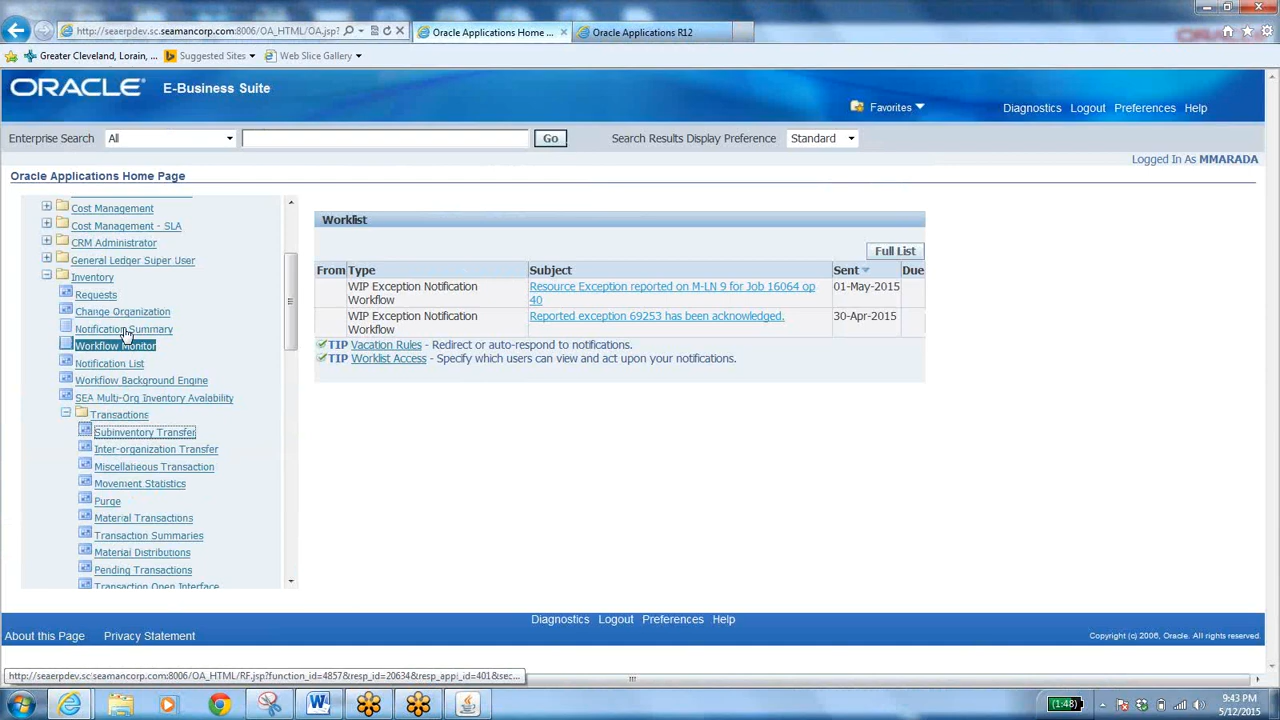 http://seaerpdev.sc.seamancorp.com:8006/OA_HTML/OA.jsp?
Oracle Applications Home ...
Oracle Applications R12
Greater Cleveland, Lorain, ...
Suggested Sites
Web Slice Gallery
ORACLE
E-Business Suite
Favorites
Diagnostics Logout Preferences Help
Enterprise Search All Go Search Results Display Preference Standard
Logged In As MMARADA
Oracle Applications Home Page
Cost Management
Cost Management - SLA
CRM Administrator
General Ledger Super User
Inventory
Requests
Change Organization
Notification Summary
Workflow Monitor
Notification List
Workflow Background Engine
SEA Multi-Org Inventory Avalability
Transactions
Subinventory Transfer
Inter-organization Transfer
Miscellaneous Transaction
Movement Statistics
Purge
Material Transactions
Transaction Summaries
Material Distributions
Pending Transactions
Transaction Open Interface
Worklist
Full List
From Type Subject Sent Due
WIP Exception Notification Workflow
Resource Exception reported on M-LN 9 for Job 16064 op 40
01-May-2015
WIP Exception Notification Workflow
Reported exception 69253 has been acknowledged.
30-Apr-2015
TIP Vacation Rules - Redirect or auto-respond to notifications.
TIP Worklist Access - Specify which users can view and act upon your notifications.
Diagnostics Logout Preferences Help
About this Page Privacy Statement
Copyright (c) 2006, Oracle. All rights reserved.
http://seaerpdev.sc.seamancorp.com:8006/OA_HTML/RF.jsp?function_id=4857&resp_id=20634&resp_appl_id=401&sec...
(1:48)
9:43 PM
5/12/2015